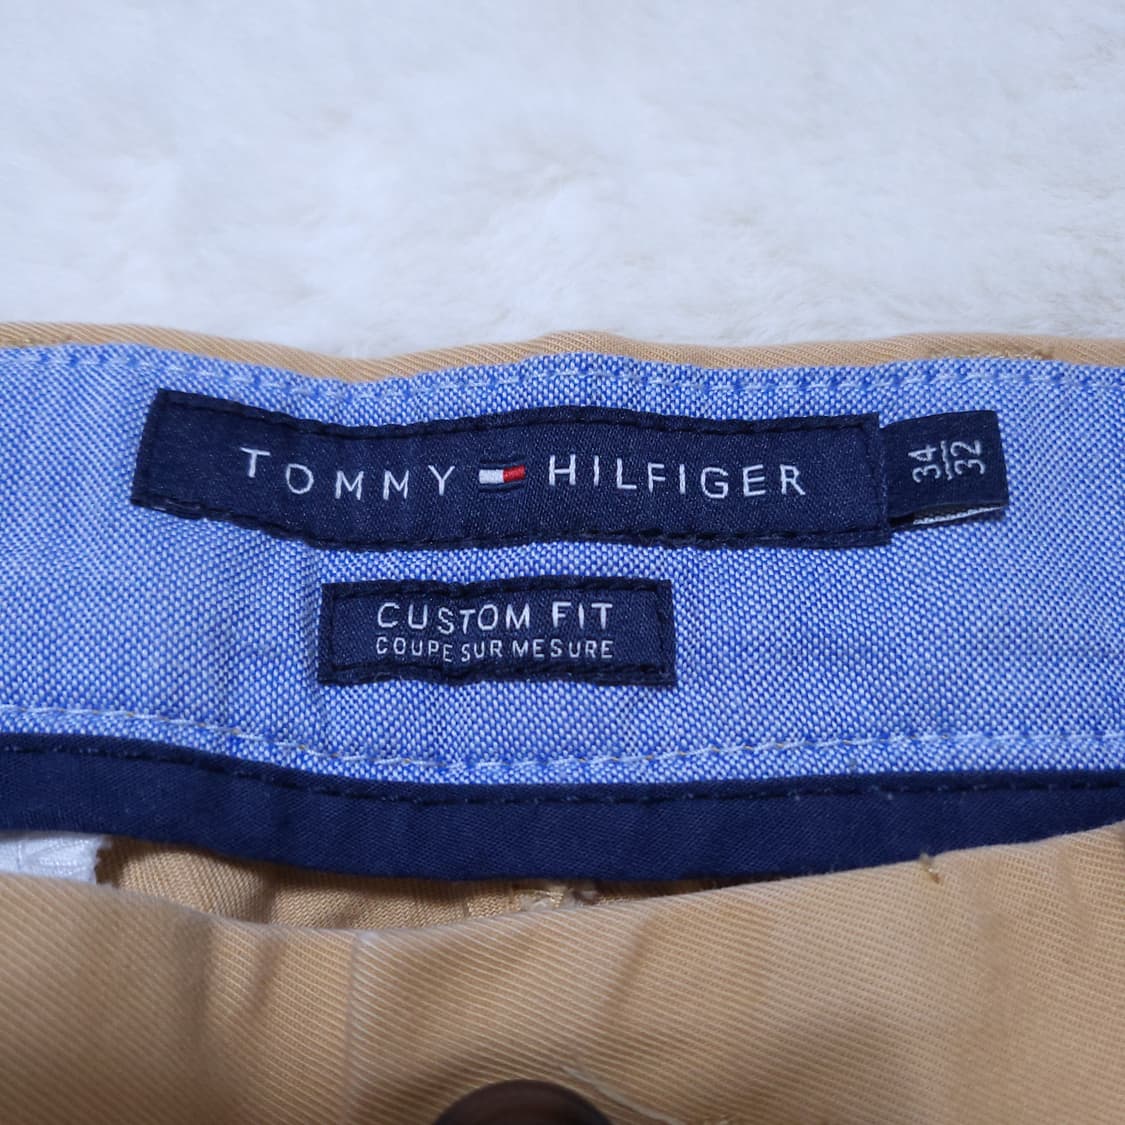 TOMMY HILFIGER
34
32
CUSTOM FIT
COUPE SUR MESURE